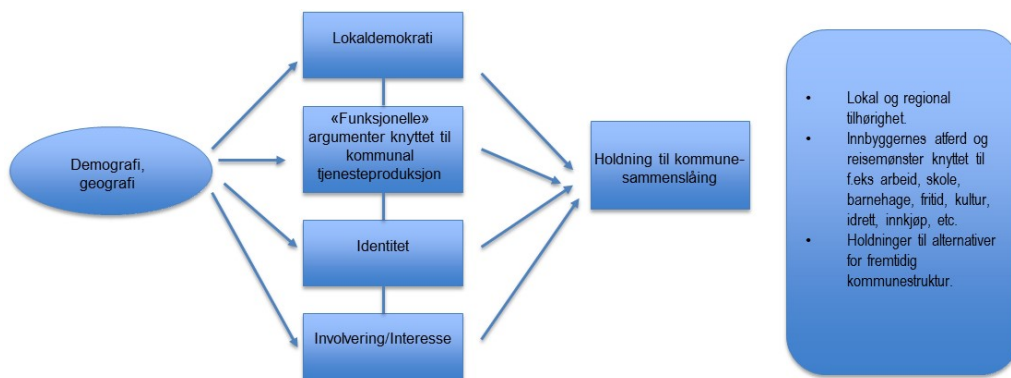 Lokaldemokrati
«Funksjonelle»
argumenter knyttet til
kommunal
tjenesteproduksjon
Demografi,
geografi
Identitet
Involvering/Interesse
Holdning til kommune-
sammenslåing
• Lokal og regional
tilhørighet.
• Innbyggernes atferd og
reisemønster knyttet til
f.eks arbeid, skole,
barnehage, fritid, kultur,
idrett, innkjøp, etc.
• Holdninger til alternativer
for fremtidig
kommunestruktur.